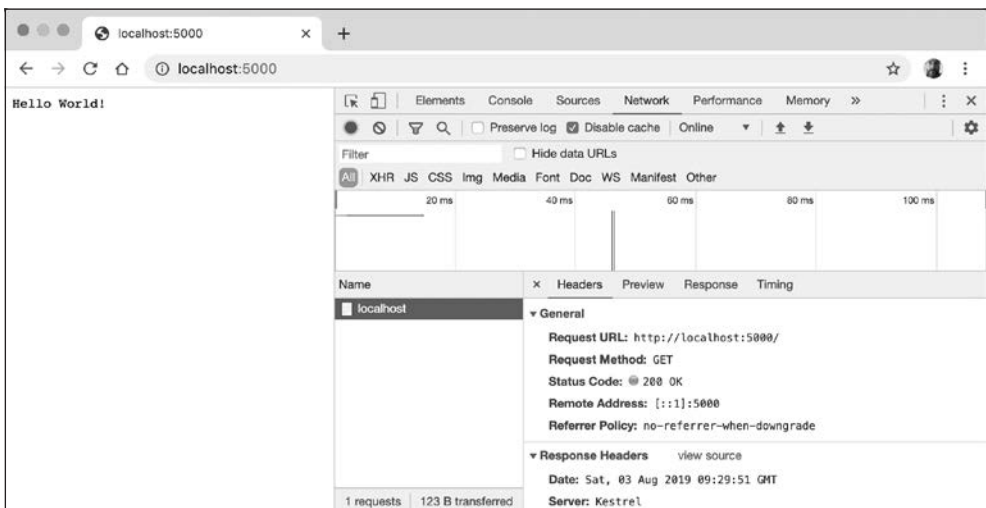 localhost:5000
localhost:5000
Hello World!
Elements Console Sources Network Performance Memory
Preserve log Disable cache Online
Filter Hide data URLs
All XHR JS CSS Img Media Font Doc WS Manifest Other
20 ms 40 ms 60 ms 80 ms 100 ms
Name
localhost
1 requests 123 B transferred
Headers Preview Response Timing
General
Request URL: http://localhost:5000/
Request Method: GET
Status Code: 200 OK
Remote Address: [::1]:5000
Referrer Policy: no-referrer-when-downgrade
Response Headers view source
Date: Sat, 03 Aug 2019 09:29:51 GMT
Server: Kestrel